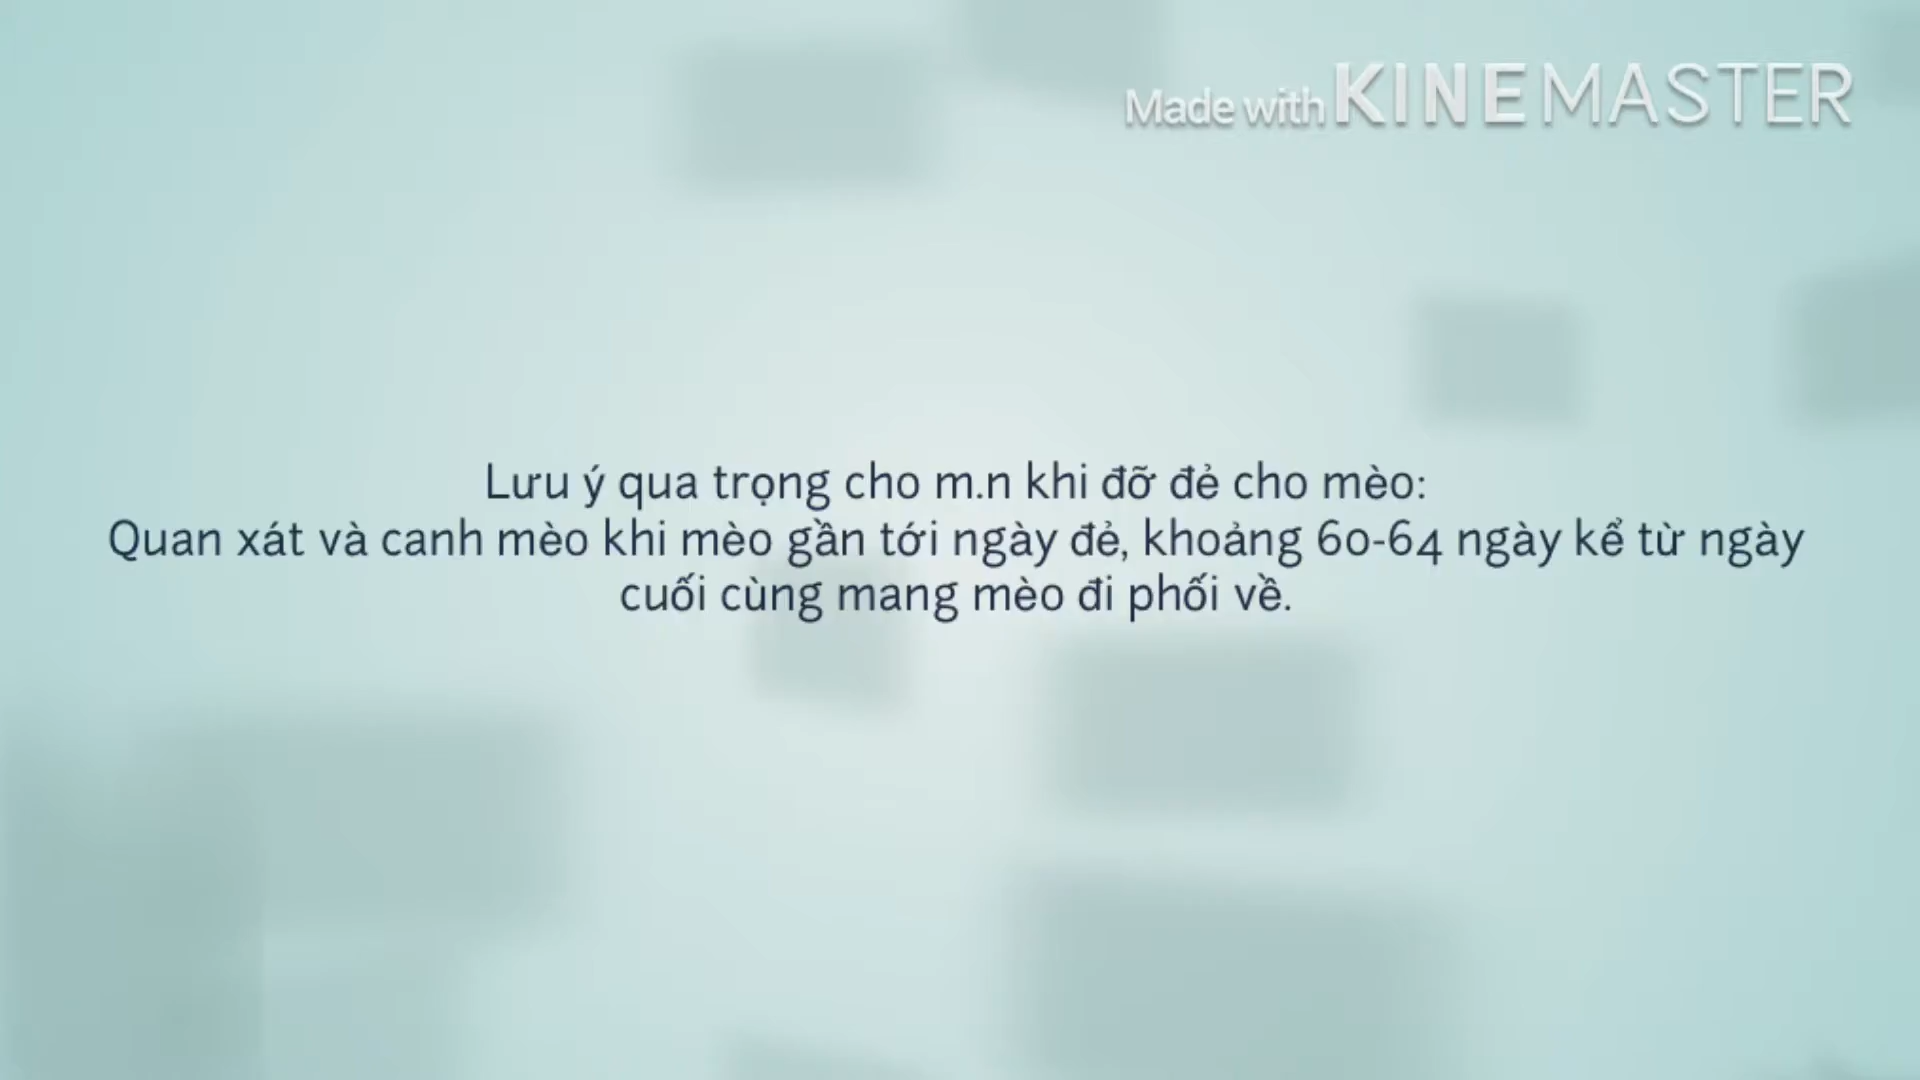 Made with KINEMASTER
Lưu ý qua trọng cho m.n khi đỡ đẻ cho mèo:
Quan xát và canh mèo khi mèo gần tới ngày đẻ, khoảng 60-64 ngày kể từ ngày
cuối cùng mang mèo đi phối về.